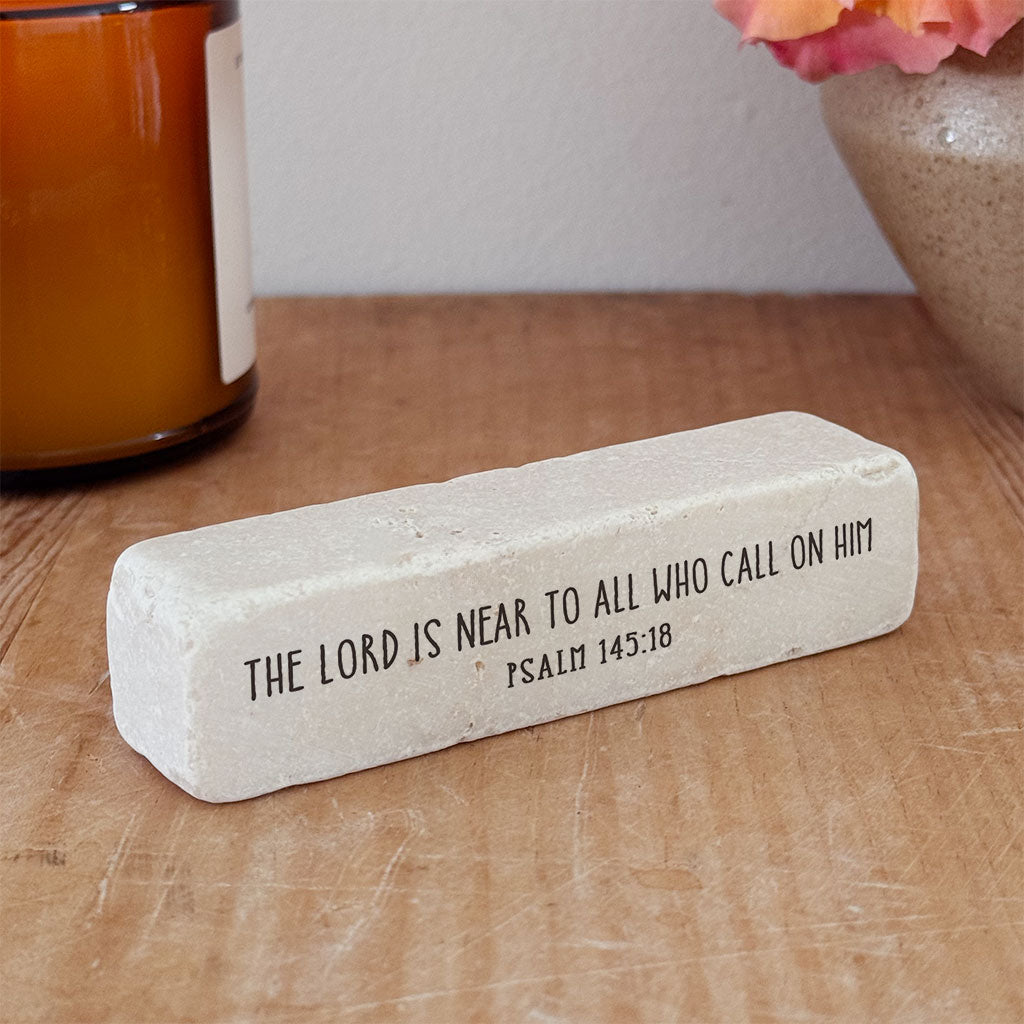 THE LORD IS NEAR TO ALL WHO CALL ON HIM
PSALM 145:18